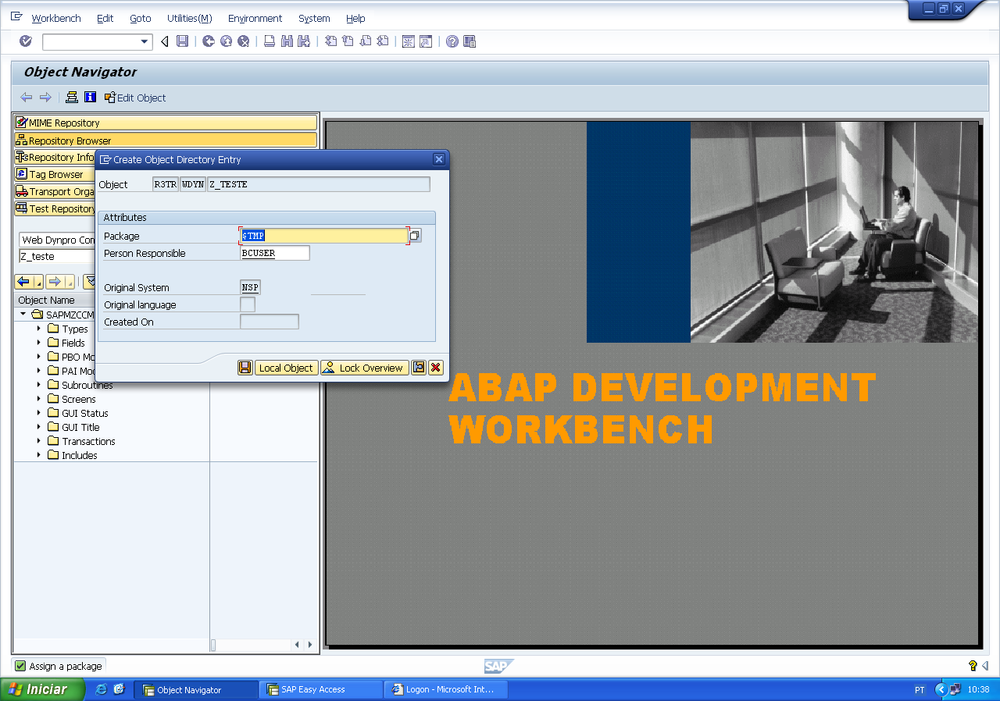 Workbench Edit Goto Utilities(M) Environment System Help
Object Navigator
Edit Object
MIME Repository
Repository Browser
Repository Info
Tag Browser
Transport Orga
Test Repository
Web Dynpro Con
Z_teste
Object Name
SAPMZCCM
Types
Fields
PBO Mo
PAI Mod
Subroutines
Screens
GUI Status
GUI Title
Transactions
Includes
Create Object Directory Entry
Object R3TR WDYN Z_TESTE
Attributes
Package $TMP
Person Responsible BCUSER
Original System NSP
Original language
Created On
Local Object Lock Overview
ABAP DEVELOPMENT
WORKBENCH
Assign a package
SAP
Iniciar Object Navigator SAP Easy Access Logon - Microsoft Int... PT 10:38